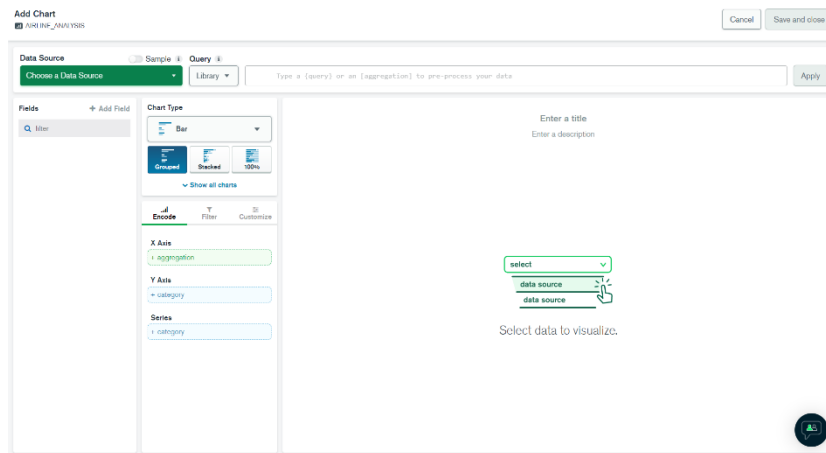 Add Chart
AIRLINE_ANALYSIS
Cancel
Save and close
Data Source
Sample
Query
Choose a Data Source
Library
Type a {query} or an [aggregation] to pre-process your data
Apply
Fields
+ Add Field
filter
Chart Type
Bar
Grouped
Stacked
100%
Show all charts
Encode
Filter
Customize
X Axis
+ aggregation
Y Axis
+ category
Series
+ category
Enter a title
Enter a description
select
data source
data source
Select data to visualize.